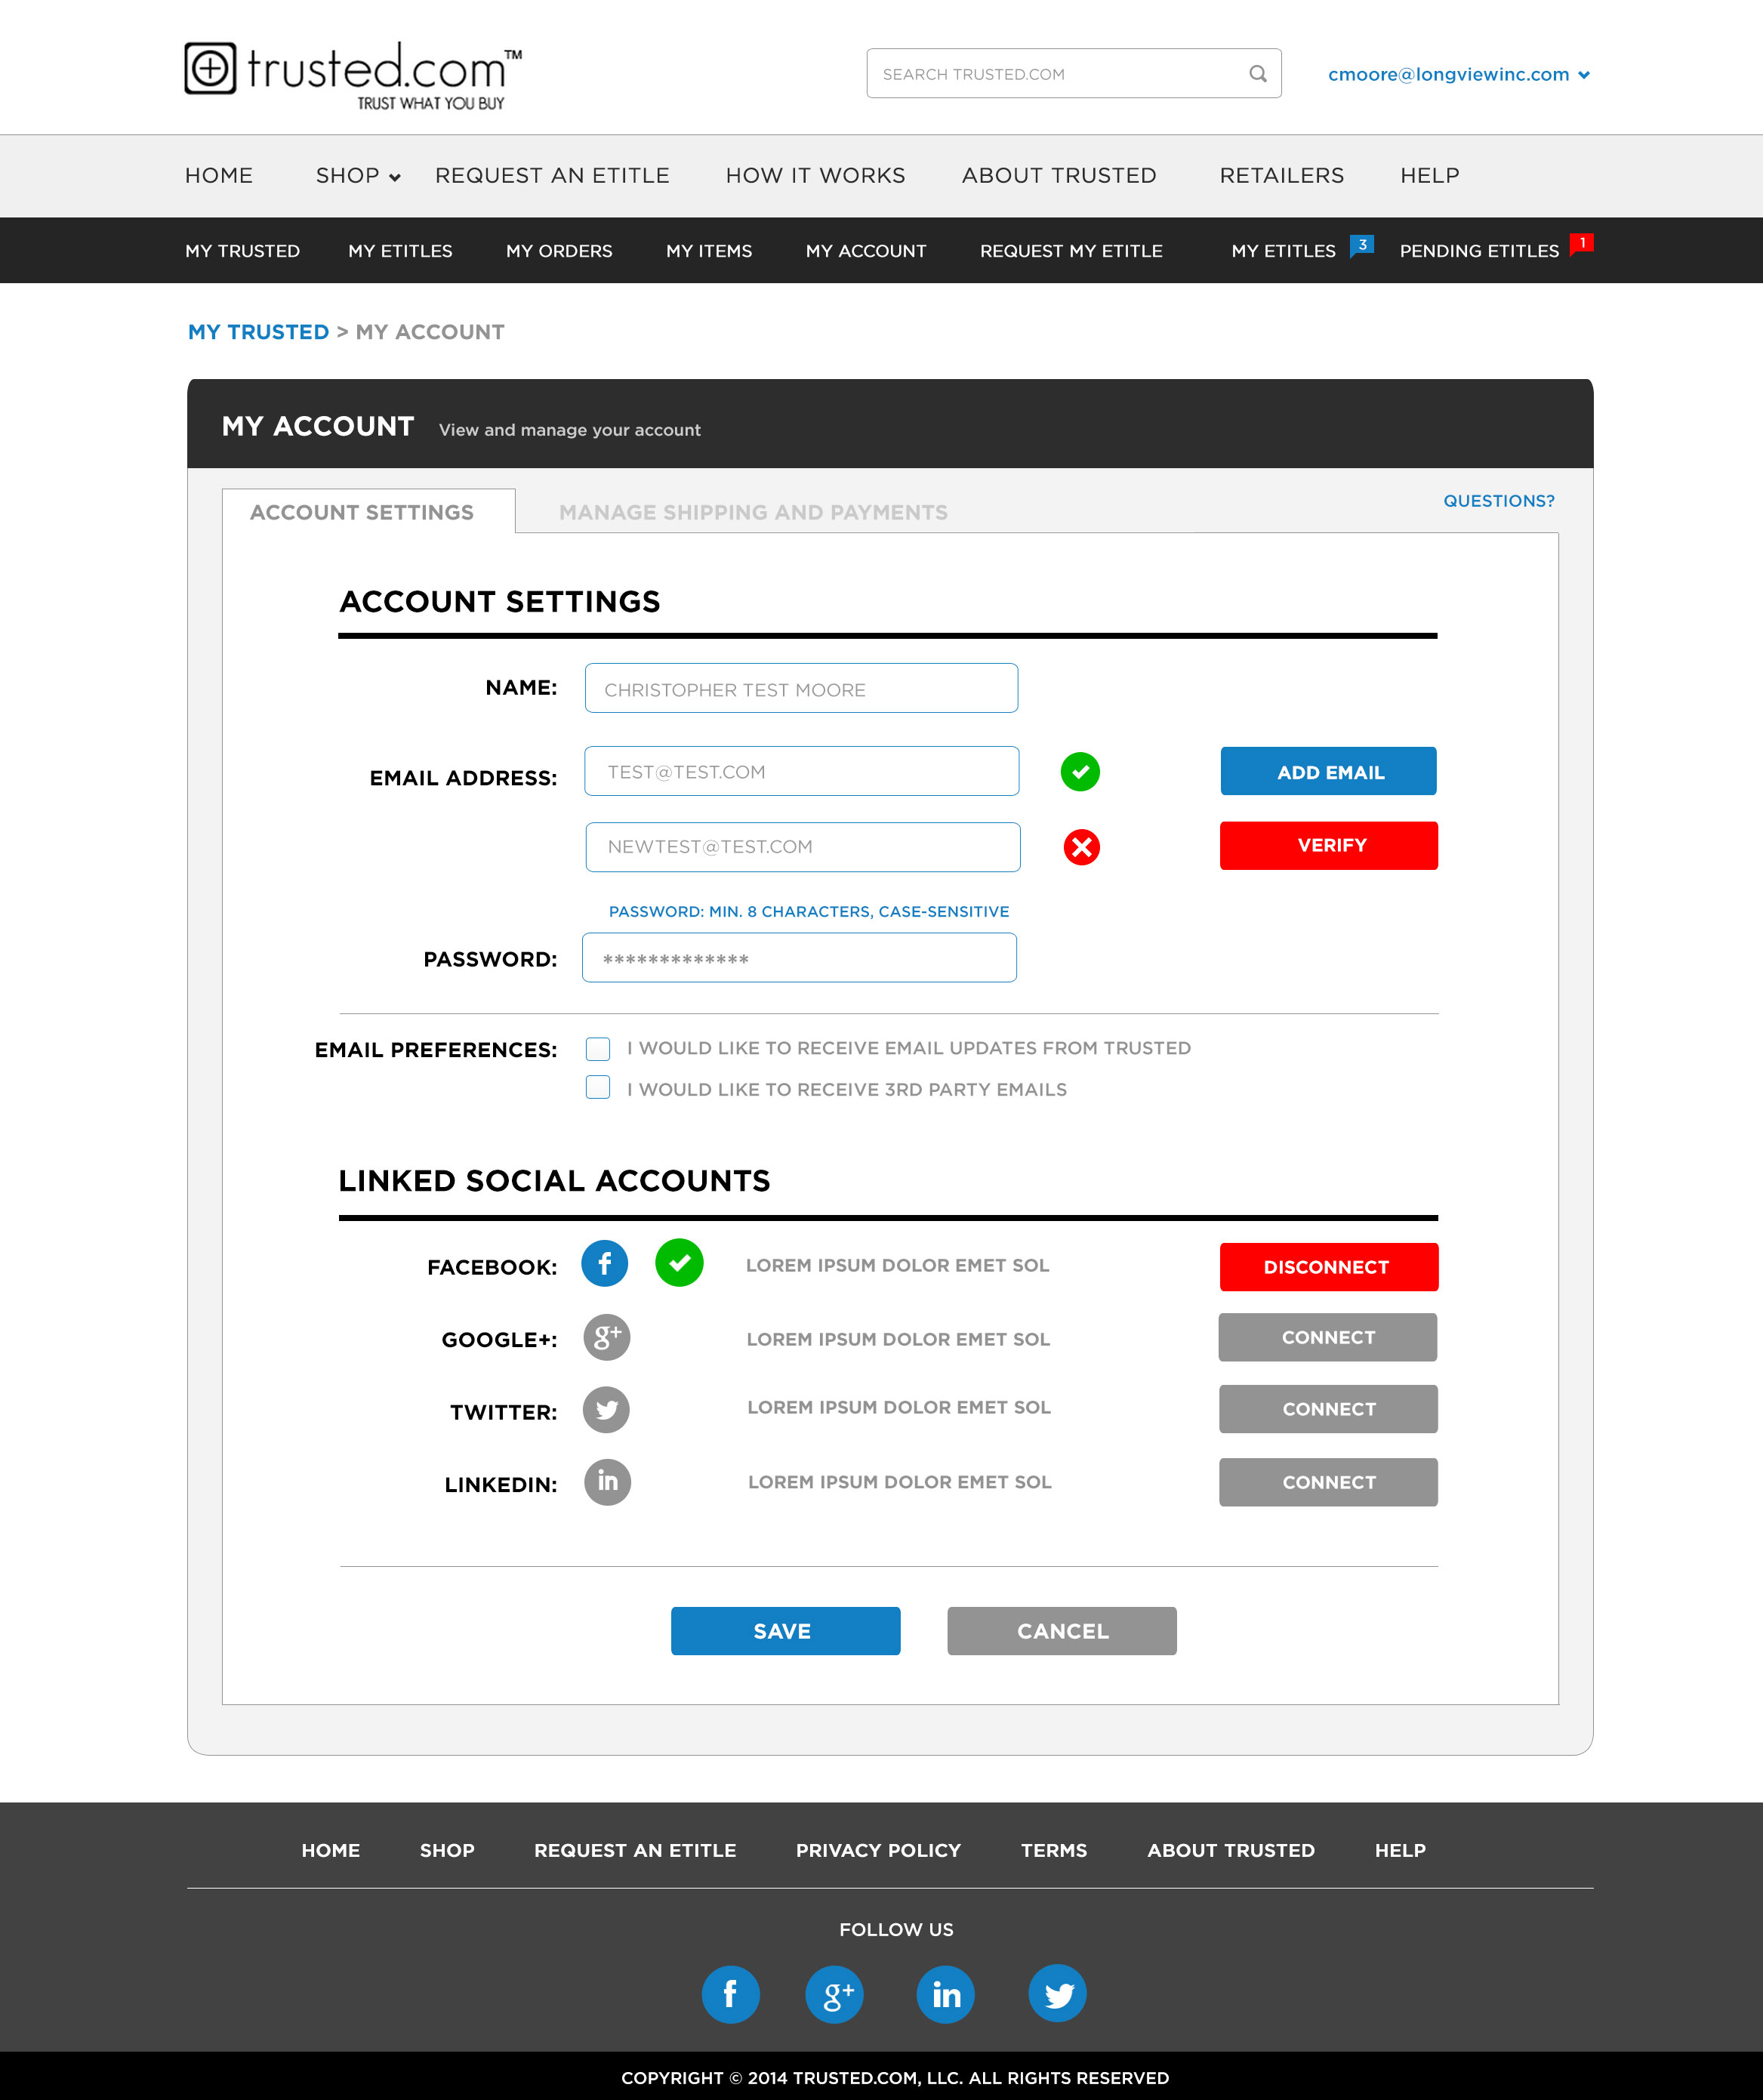 trusted.com™
TRUST WHAT YOU BUY
SEARCH TRUSTED.COM
cmoore@longviewinc.com
HOME SHOP REQUEST AN ETITLE HOW IT WORKS ABOUT TRUSTED RETAILERS HELP
MY TRUSTED MY ETITLES MY ORDERS MY ITEMS MY ACCOUNT REQUEST MY ETITLE MY ETITLES 3 PENDING ETITLES 1
MY TRUSTED > MY ACCOUNT
MY ACCOUNT View and manage your account
ACCOUNT SETTINGS MANAGE SHIPPING AND PAYMENTS QUESTIONS?
ACCOUNT SETTINGS
NAME: CHRISTOPHER TEST MOORE
EMAIL ADDRESS: TEST@TEST.COM ADD EMAIL
NEWTEST@TEST.COM VERIFY
PASSWORD: MIN. 8 CHARACTERS, CASE-SENSITIVE
PASSWORD: *************
EMAIL PREFERENCES: I WOULD LIKE TO RECEIVE EMAIL UPDATES FROM TRUSTED
I WOULD LIKE TO RECEIVE 3RD PARTY EMAILS
LINKED SOCIAL ACCOUNTS
FACEBOOK: f LOREM IPSUM DOLOR EMET SOL DISCONNECT
GOOGLE+: g+ LOREM IPSUM DOLOR EMET SOL CONNECT
TWITTER: LOREM IPSUM DOLOR EMET SOL CONNECT
LINKEDIN: in LOREM IPSUM DOLOR EMET SOL CONNECT
SAVE CANCEL
HOME SHOP REQUEST AN ETITLE PRIVACY POLICY TERMS ABOUT TRUSTED HELP
FOLLOW US
f g+ in
COPYRIGHT © 2014 TRUSTED.COM, LLC. ALL RIGHTS RESERVED